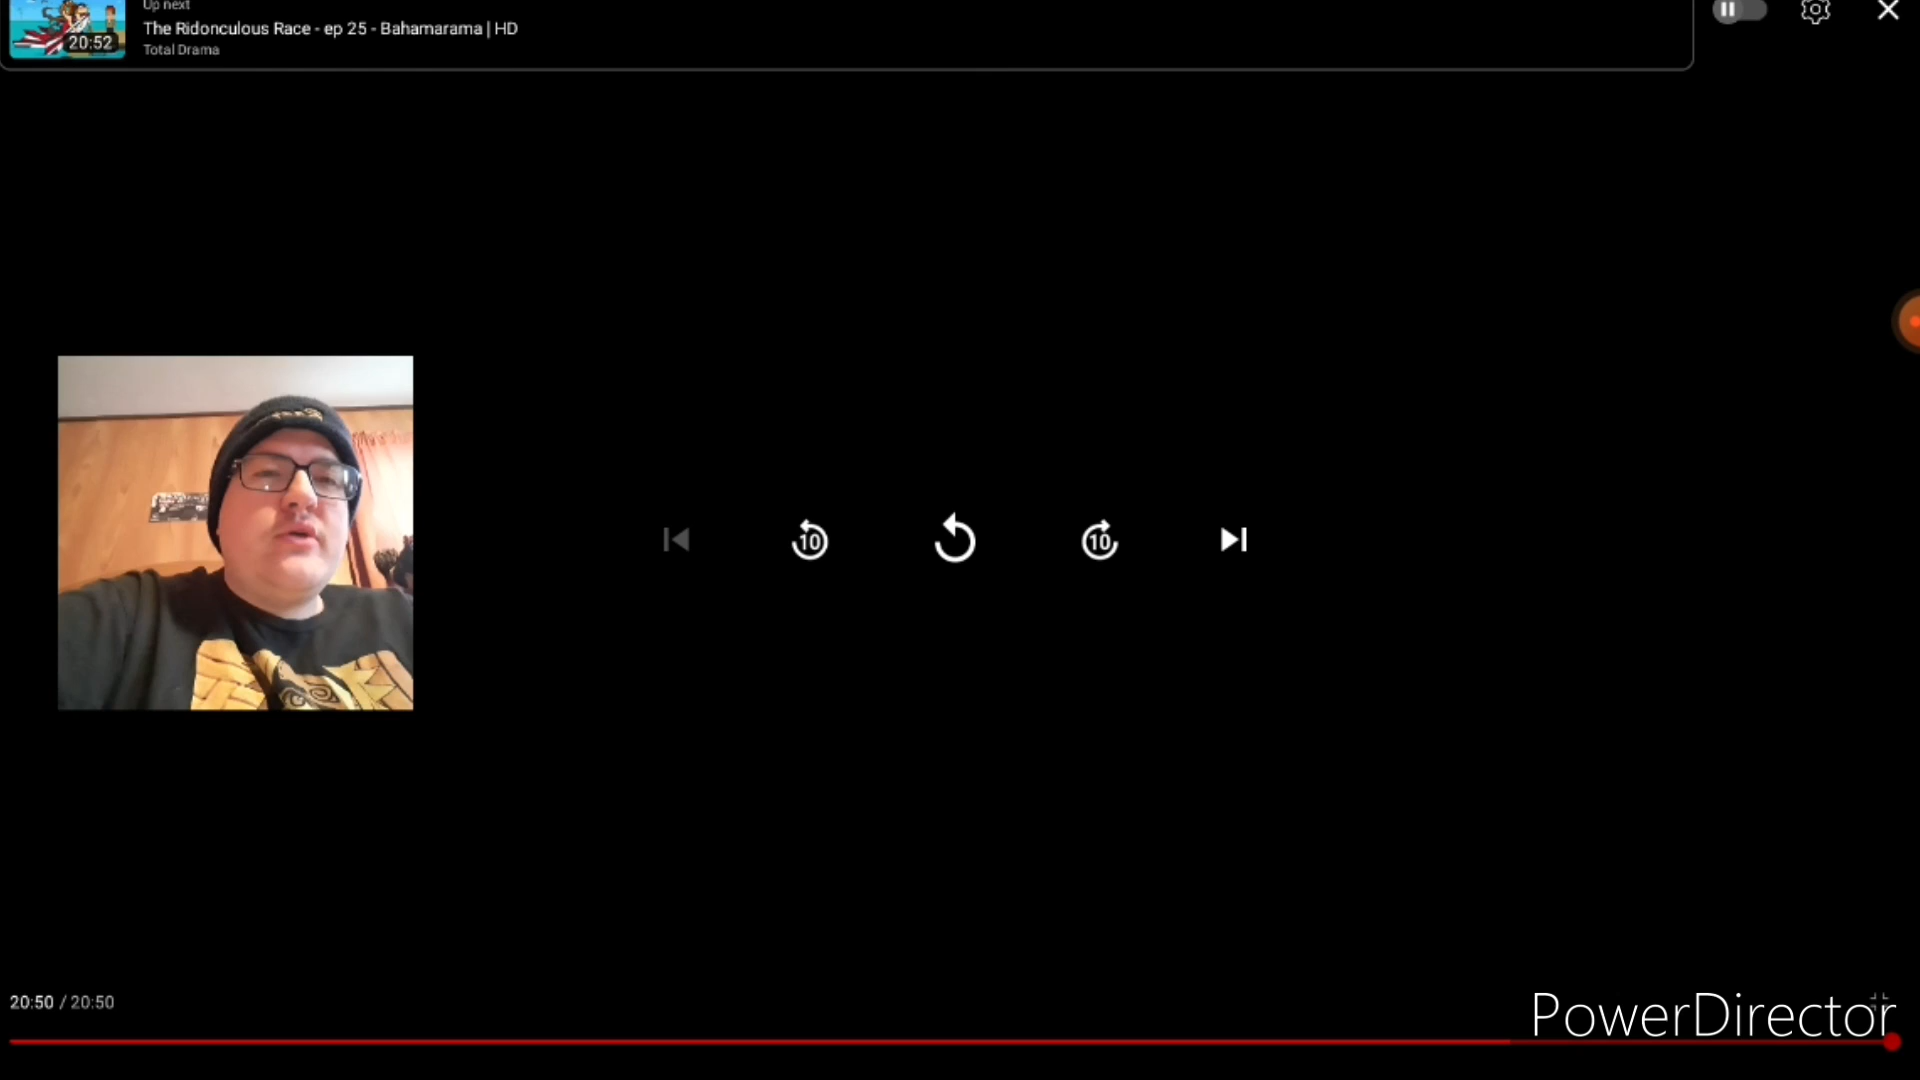 Up next
The Ridonculous Race - ep 25 - Bahamarama | HD
20:52
Total Drama
10
10
20:50 / 20:50
PowerDirector